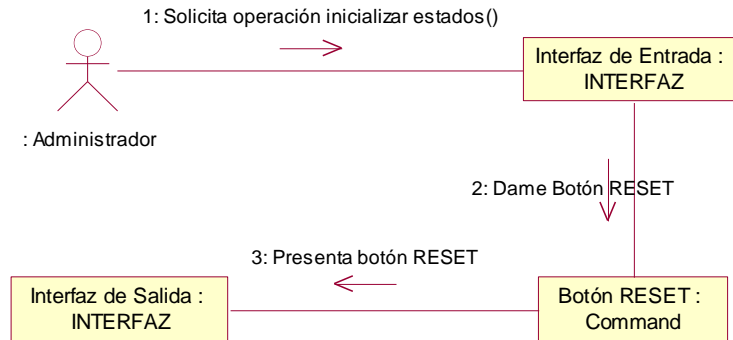 1: Solicita operación inicializar estados()
Interfaz de Entrada :
INTERFAZ
: Administrador
2: Dame Botón RESET
3: Presenta botón RESET
Interfaz de Salida :
INTERFAZ
Botón RESET :
Command